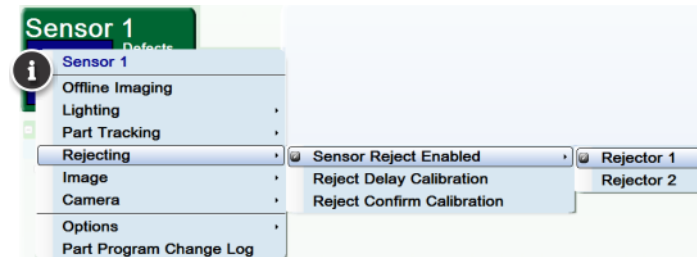 Sensor 1
Defects
i
Sensor 1
Offline Imaging
Lighting
Part Tracking
Rejecting
Image
Camera
Options
Part Program Change Log
Sensor Reject Enabled
Reject Delay Calibration
Reject Confirm Calibration
Rejector 1
Rejector 2